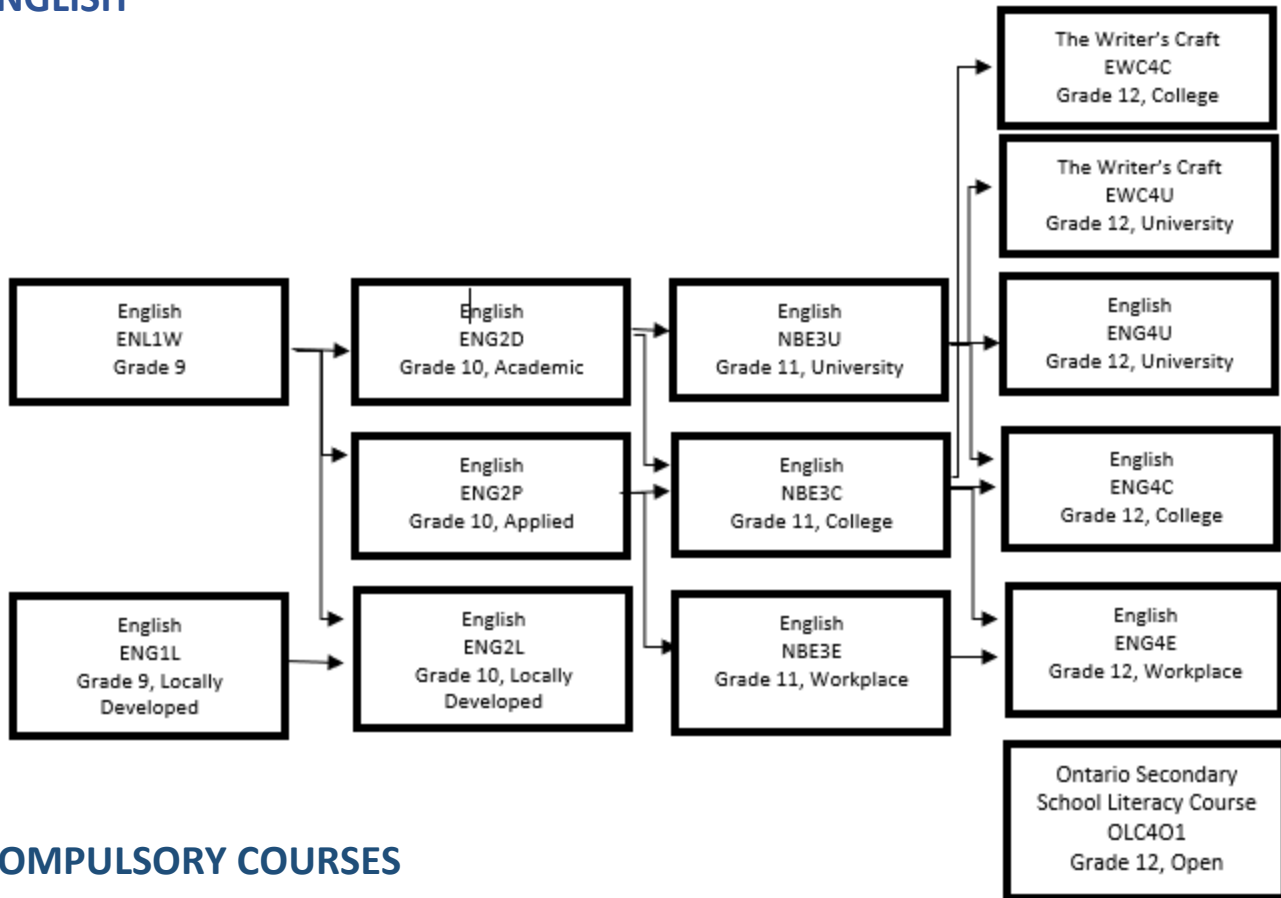 NGLISH
The Writer's Craft
EWC4C
Grade 12, College
The Writer's Craft
EWC4U
Grade 12, University
English
ENL1W
Grade 9
English
ENG2D
Grade 10, Academic
English
NBE3U
Grade 11, University
English
ENG4U
Grade 12, University
English
ENG2P
Grade 10, Applied
English
NBE3C
Grade 11, College
English
ENG4C
Grade 12, College
English
ENG1L
Grade 9, Locally
Developed
English
ENG2L
Grade 10, Locally
Developed
English
NBE3E
Grade 11, Workplace
English
ENG4E
Grade 12, Workplace
Ontario Secondary
School Literacy Course
OLC4O1
Grade 12, Open
OMPULSORY COURSES